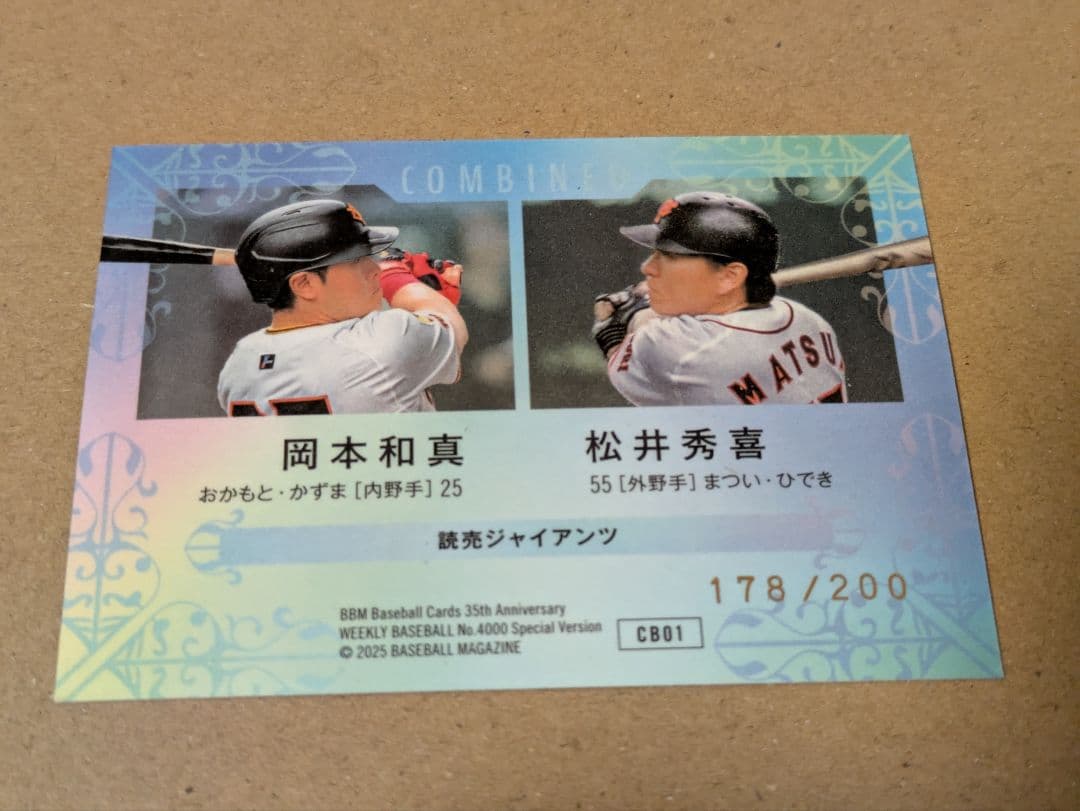 COMBINED
MATSU
岡本和真
松井秀喜
おかもと・かずま [内野手] 25
55 [外野手] まつい・ひでき
読売ジャイアンツ
178/200
BBM Baseball Cards 35th Anniversary
WEEKLY BASEBALL No.4000 Special Version
© 2025 BASEBALL MAGAZINE
CB01